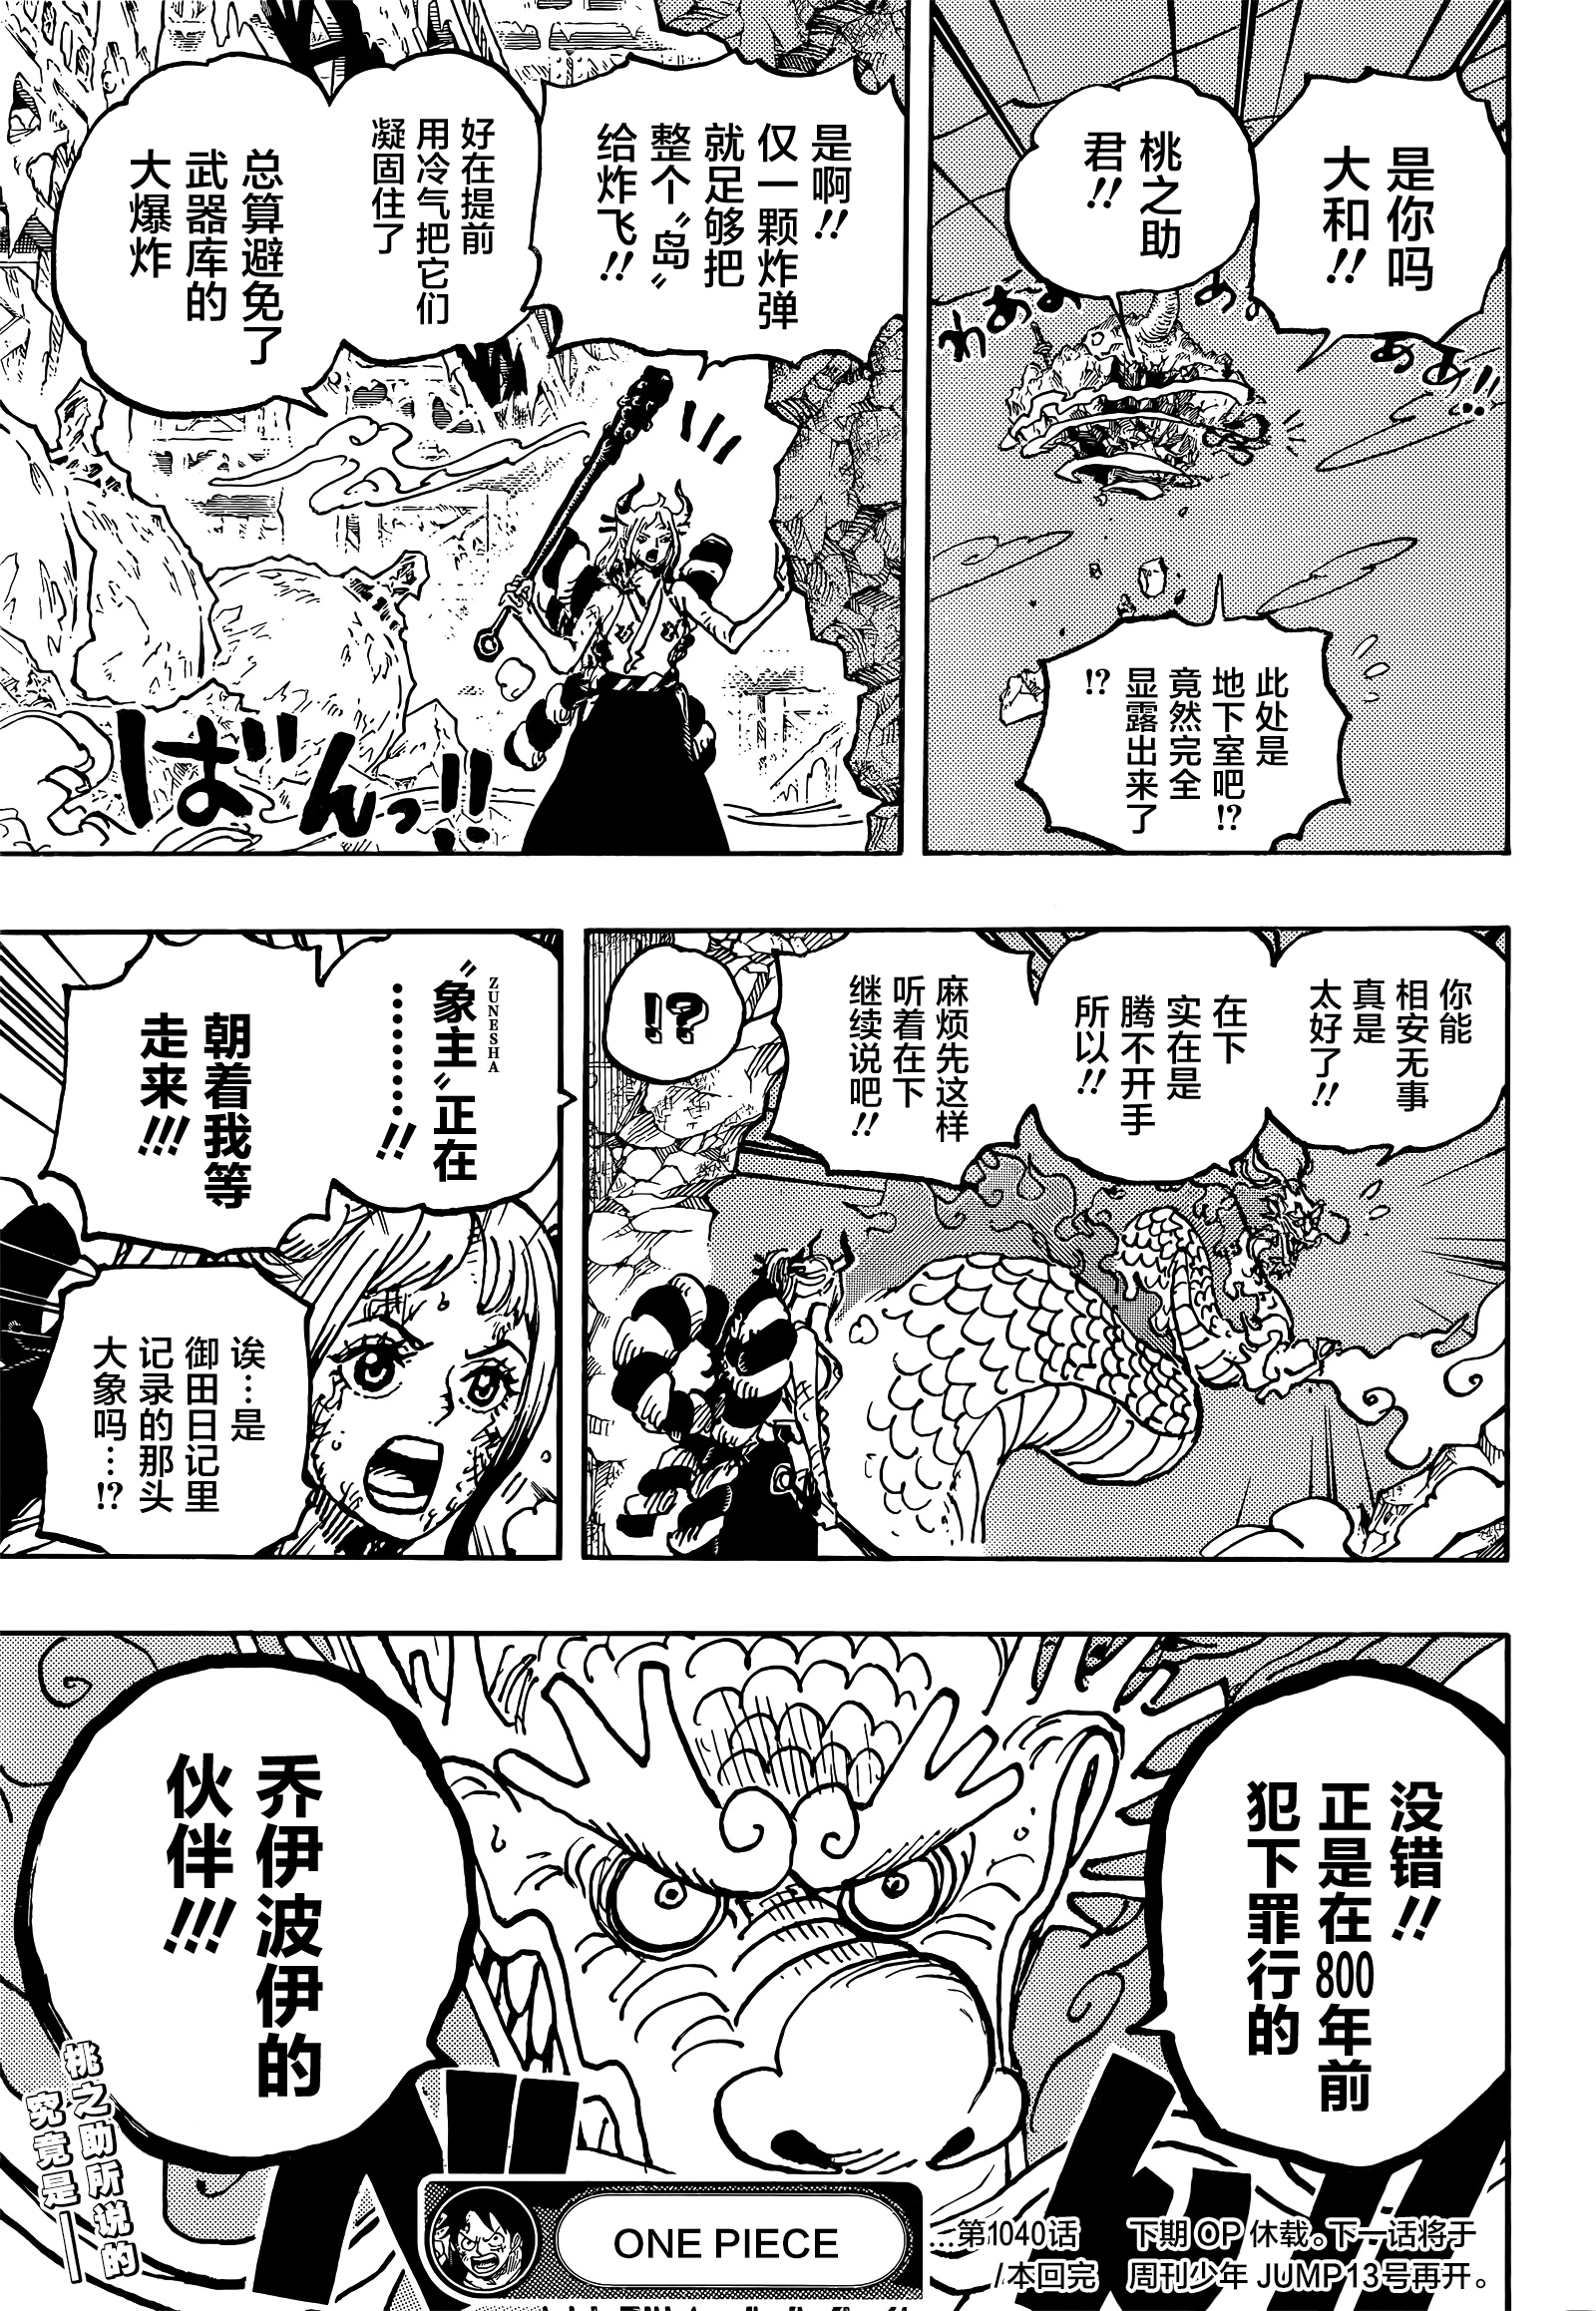 是你吗
大和!!
桃之助
君!!
わああああああ!!
此处是
地下室吧!?
竟然完全
显露出来了
!?
是啊!!
仅一颗炸弹
就足够把
整个“岛”
给炸飞!!
好在提前
用冷气把它们
凝固住了
总算避免了
武器库的
大爆炸
ばんっ!!
你能
相安无事
真是
太好了!!
在下
实在是
腾不开手
所以!!
麻烦先这样
听着在下
继续说吧!!
!?
ZUNESHA
“象主”正在
…………!!
朝着我等
走来!!!
诶…是
御田日记里
记录的那头
大象吗…!?
没错!!
正是在800年前
犯下罪行的
乔伊波伊的
伙伴!!!
桃之助所说的
究竟是——
ONE PIECE
…第1040话
/本回完
下期 OP 休载。下一话将于
周刊少年 JUMP13号再开。